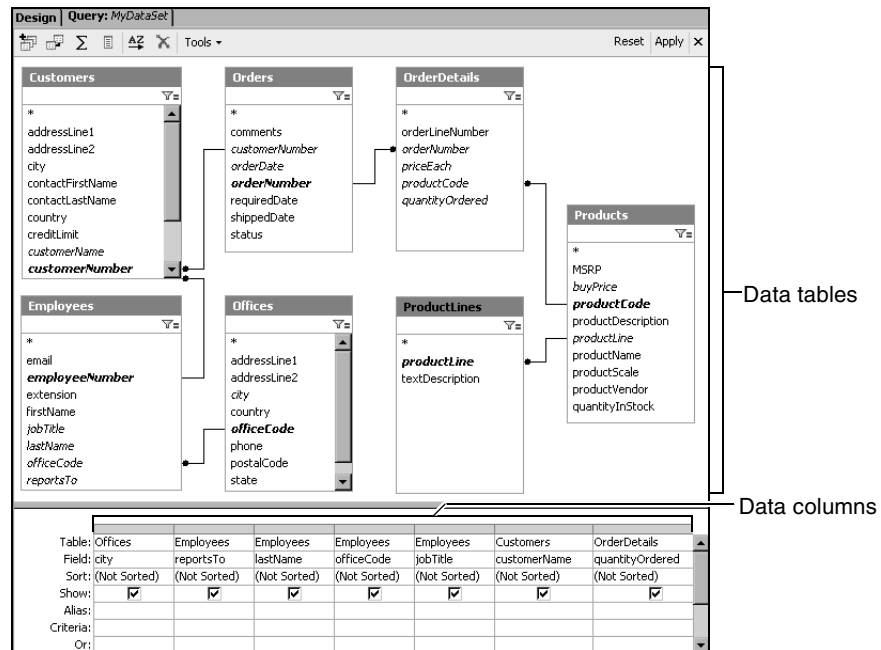 Design Query: MyDataSet
Tools Reset Apply
Customers
*
addressLine1
addressLine2
city
contactFirstName
contactLastName
country
creditLimit
customerName
customerNumber
Orders
*
comments
customerNumber
orderDate
orderNumber
requiredDate
shippedDate
status
OrderDetails
*
orderLineNumber
orderNumber
priceEach
productCode
quantityOrdered
Products
*
MSRP
buyPrice
productCode
productDescription
productLine
productName
productScale
productVendor
quantityInStock
Data tables
Employees
*
email
employeeNumber
extension
firstName
jobTitle
lastName
officeCode
reportsTo
Offices
*
addressLine1
addressLine2
city
country
officeCode
phone
postalCode
state
ProductLines
*
productLine
textDescription
Data columns
Table: Offices Employees Employees Employees Employees Customers OrderDetails
Field: city reportsTo lastName officeCode jobTitle customerName quantityOrdered
Sort: (Not Sorted) (Not Sorted) (Not Sorted) (Not Sorted) (Not Sorted) (Not Sorted) (Not Sorted)
Show:
Alias:
Criteria:
Or: